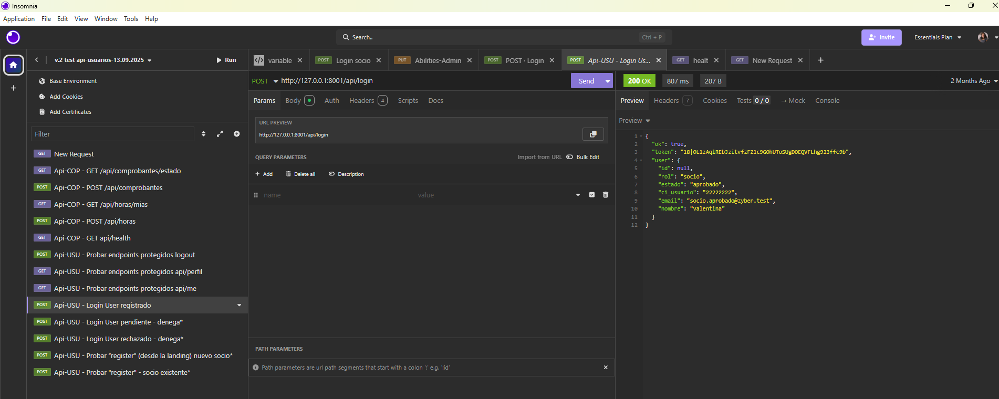 Insomnia
Application File Edit View Window Tools Help
Search.. Ctrl + P
Invite Essentials Plan
v.2 test api-usuarios-13.09.2025 Run
variable
POST Login socio
PUT Abilities-Admin
POST POST · Login
POST Api-USU - Login Us...
GET healt
GET New Request
Base Environment
Add Cookies
Add Certificates
Filter
GET New Request
GET Api-COP - GET /api/comprobantes/estado
POST Api-COP - POST /api/comprobantes
GET Api-COP - GET /api/horas/mias
POST Api-COP - POST /api/horas
GET Api-COP - GET api/health
POST Api-USU - Probar endpoints protegidos logout
GET Api-USU - Probar endpoints protegidos api/perfil
GET Api-USU - Probar endpoints protegidos api/me
POST Api-USU - Login User registrado
POST Api-USU - Login User pendiente - denega*
POST Api-USU - Login User rechazado - denega*
POST Api-USU - Probar “register” (desde la landing) nuevo socio*
POST Api-USU - Probar "register" - socio existente*
POST http://127.0.0.1:8001/api/login Send
Params Body Auth Headers 4 Scripts Docs
URL PREVIEW
http://127.0.0.1:8001/api/login
QUERY PARAMETERS Import from URL Bulk Edit
Add Delete all Description
name value
PATH PARAMETERS
Path parameters are url path segments that start with a colon ':' e.g. ':id'
200 OK 807 ms 207 B 2 Months Ago
Preview Headers 7 Cookies Tests 0 / 0 → Mock Console
Preview
1 {
2 "ok": true,
3 "token": "18|OL1zAqlREbJzitvfzFZ1c9GOhUToSUgDOEQVFLhg923ffc9b",
4 "user": {
5 "id": null,
6 "rol": "socio",
7 "estado": "aprobado",
8 "ci_usuario": "22222222",
9 "email": "socio.aprobado@zyber.test",
10 "nombre": "Valentina"
11 }
12 }